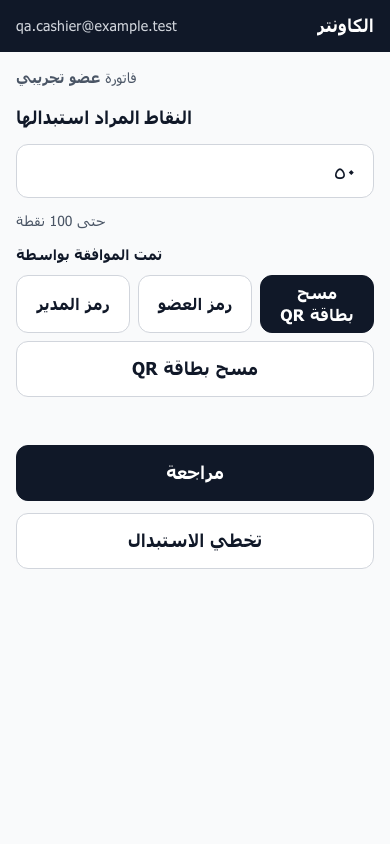 الكاونتر
qa.cashier@example.test
فاتورة عضو تجريبي
النقاط المراد استبدالها
٥٠
حتى 100 نقطة
تمت الموافقة بواسطة
مسح
بطاقة QR
رمز العضو
رمز المدير
مسح بطاقة QR
مراجعة
تخطي الاستبدال